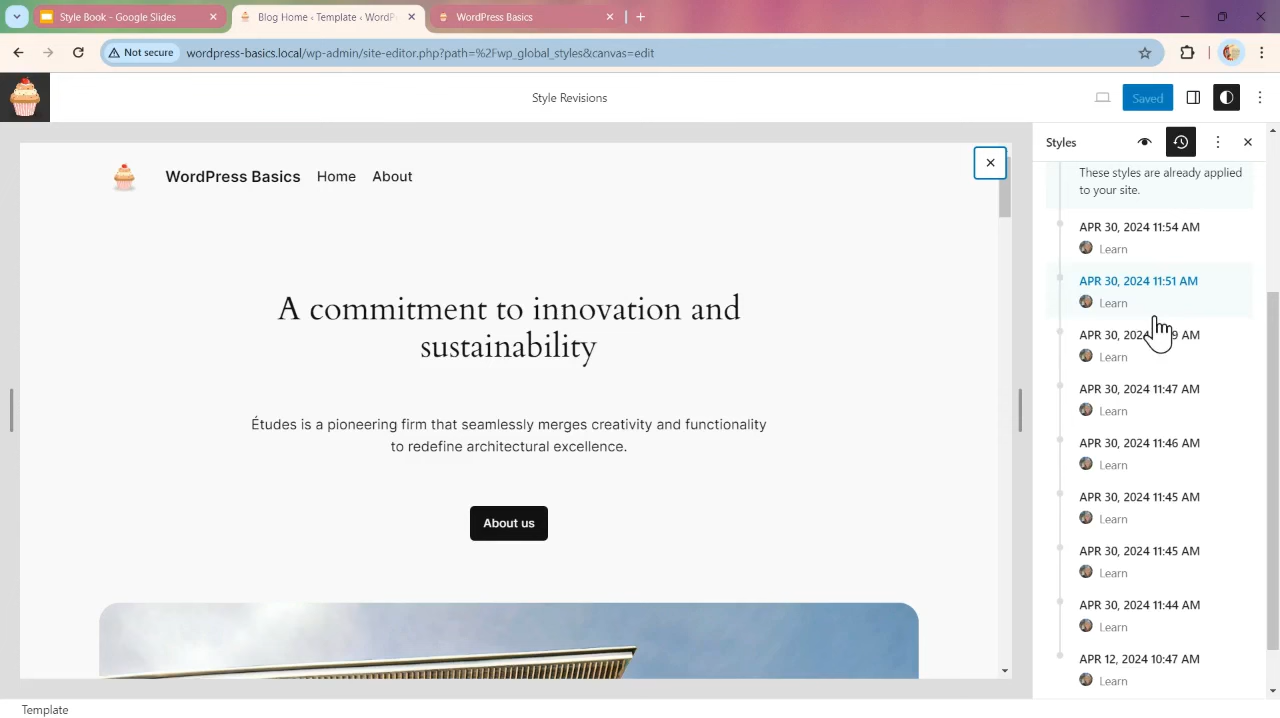 Style Book - Google Slides
Blog Home ‹ Template ‹ WordP
WordPress Basics
Not secure
wordpress-basics.local/wp-admin/site-editor.php?path=%2Fwp_global_styles&canvas=edit
Style Revisions
Saved
Styles
WordPress Basics
Home
About
A commitment to innovation and
sustainability
Études is a pioneering firm that seamlessly merges creativity and functionality
to redefine architectural excellence.
About us
These styles are already applied
to your site.
APR 30, 2024 11:54 AM
Learn
APR 30, 2024 11:51 AM
Learn
APR 30, 2024 AM
Learn
APR 30, 2024 11:47 AM
Learn
APR 30, 2024 11:46 AM
Learn
APR 30, 2024 11:45 AM
Learn
APR 30, 2024 11:45 AM
Learn
APR 30, 2024 11:44 AM
Learn
APR 12, 2024 10:47 AM
Learn
Template